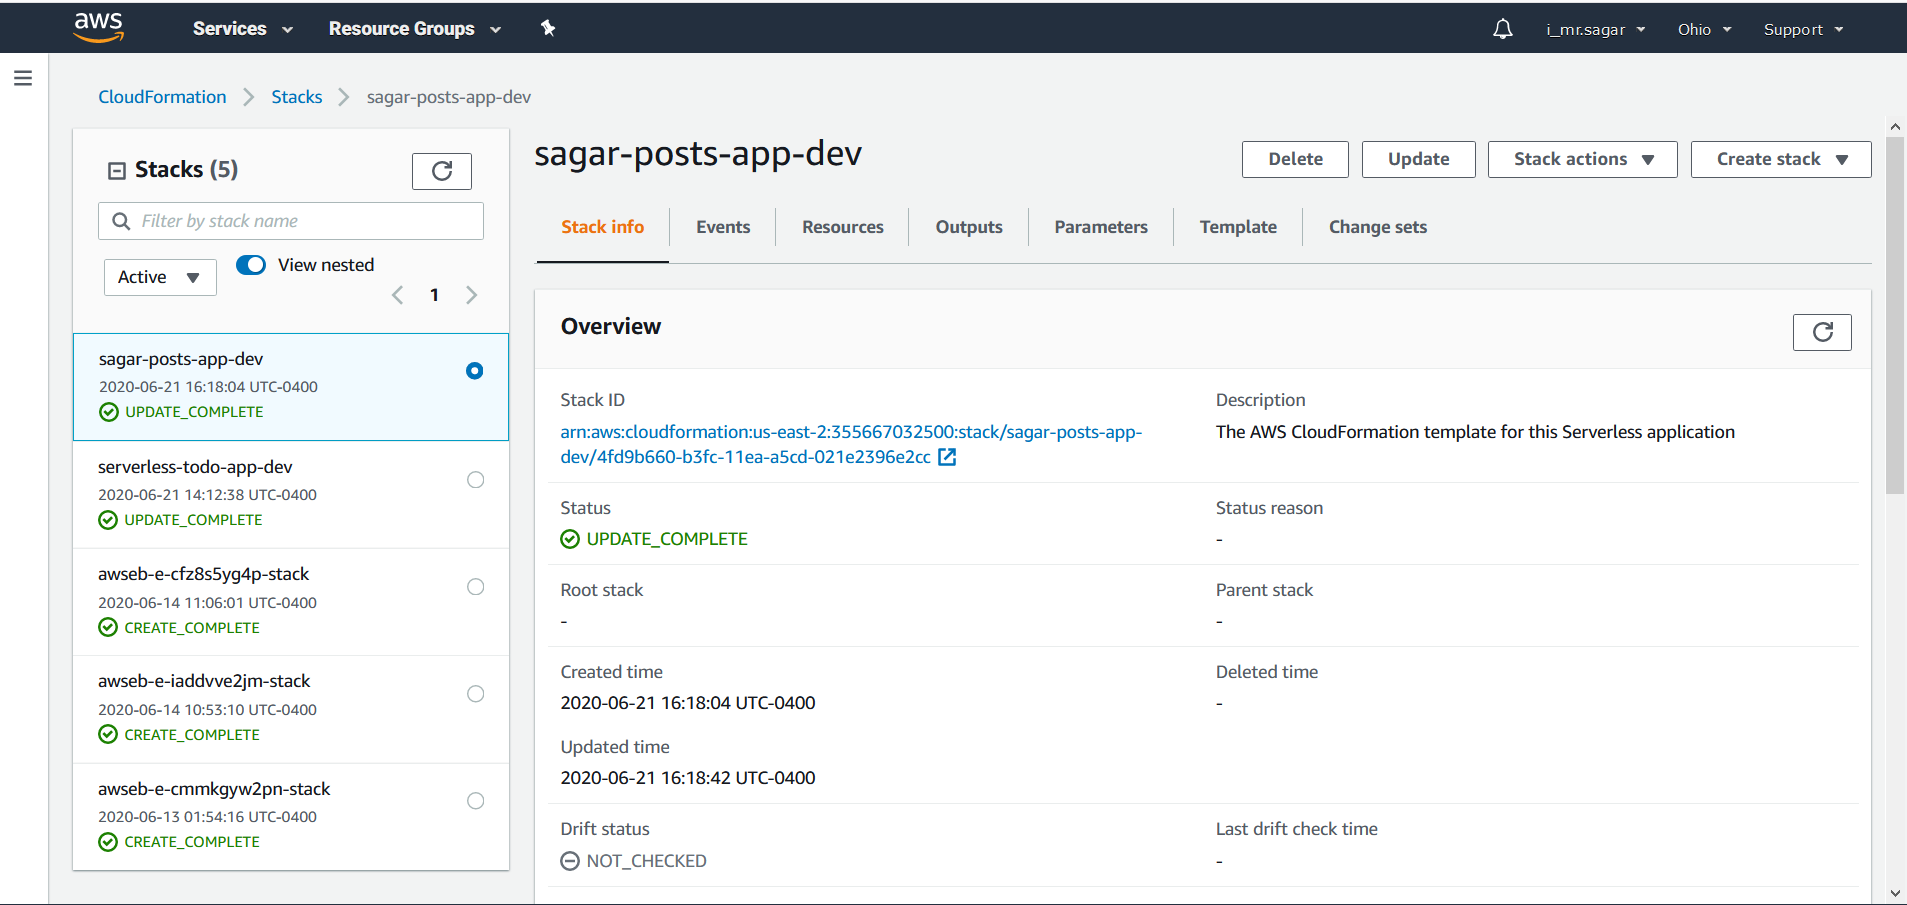 aws
Services
Resource Groups
i_mr.sagar
Ohio
Support
CloudFormation
Stacks
sagar-posts-app-dev
Stacks (5)
Filter by stack name
Active
View nested
1
sagar-posts-app-dev
2020-06-21 16:18:04 UTC-0400
UPDATE_COMPLETE
serverless-todo-app-dev
2020-06-21 14:12:38 UTC-0400
UPDATE_COMPLETE
awseb-e-cfz8s5yg4p-stack
2020-06-14 11:06:01 UTC-0400
CREATE_COMPLETE
awseb-e-iaddvve2jm-stack
2020-06-14 10:53:10 UTC-0400
CREATE_COMPLETE
awseb-e-cmmkgyw2pn-stack
2020-06-13 01:54:16 UTC-0400
CREATE_COMPLETE
sagar-posts-app-dev
Delete
Update
Stack actions
Create stack
Stack info
Events
Resources
Outputs
Parameters
Template
Change sets
Overview
Stack ID
arn:aws:cloudformation:us-east-2:355667032500:stack/sagar-posts-app-
dev/4fd9b660-b3fc-11ea-a5cd-021e2396e2cc
Description
The AWS CloudFormation template for this Serverless application
Status
UPDATE_COMPLETE
Status reason
-
Root stack
-
Parent stack
-
Created time
2020-06-21 16:18:04 UTC-0400
Deleted time
-
Updated time
2020-06-21 16:18:42 UTC-0400
Drift status
NOT_CHECKED
Last drift check time
-